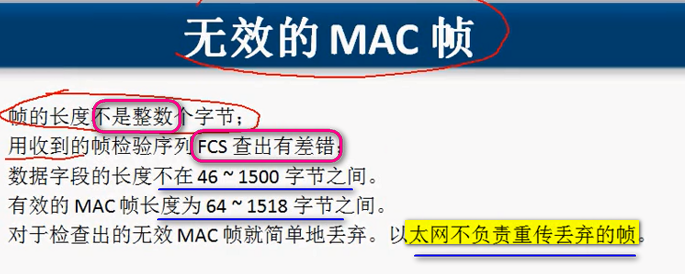 无效的 MAC 帧
帧的长度不是整数个字节;
用收到的帧检验序列 FCS 查出有差错;
数据字段的长度不在 46 ~ 1500 字节之间。
有效的 MAC 帧长度为 64 ~ 1518 字节之间。
对于检查出的无效 MAC 帧就简单地丢弃。以太网不负责重传丢弃的帧。